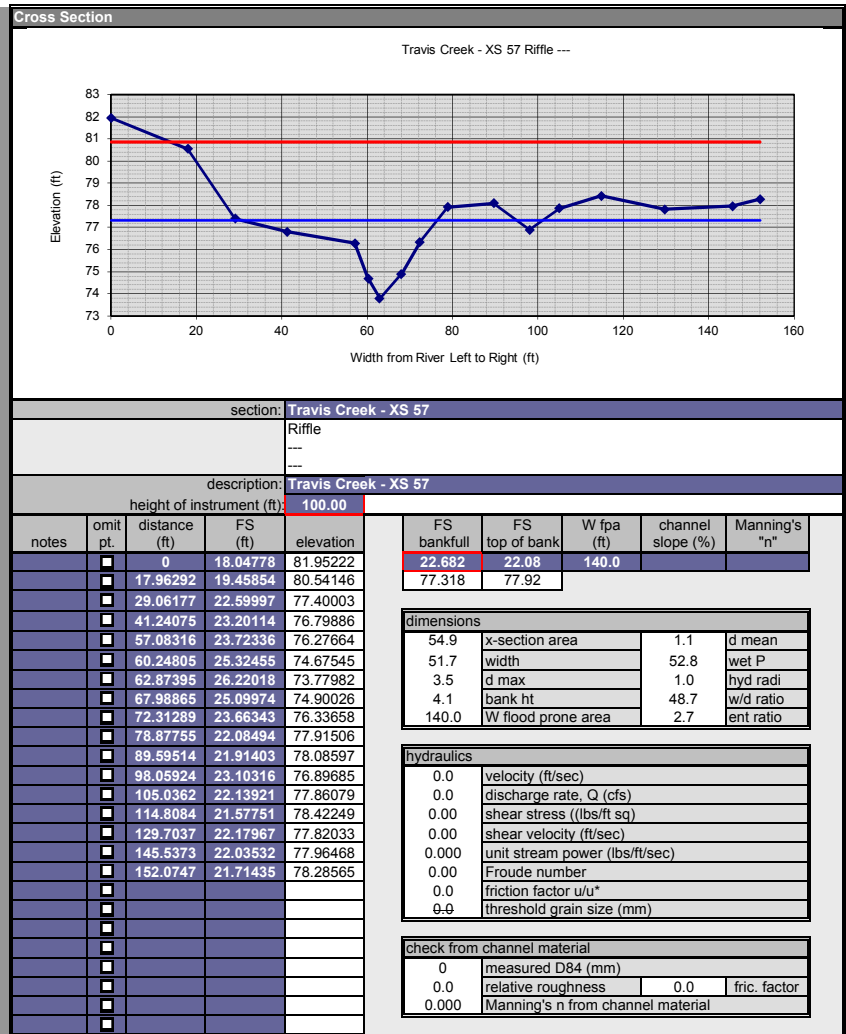 Cross Section
Travis Creek - XS 57 Riffle ---
83
82
81
80
79
78
77
76
75
74
73
Elevation (ft)
0 20 40 60 80 100 120 140 160
Width from River Left to Right (ft)
section: Travis Creek - XS 57
Riffle
---
---
description: Travis Creek - XS 57
height of instrument (ft): 100.00
notes omit pt. distance (ft) FS (ft) elevation
0 18.04778 81.95222
17.96292 19.45854 80.54146
29.06177 22.59997 77.40003
41.24075 23.20114 76.79886
57.08316 23.72336 76.27664
60.24805 25.32455 74.67545
62.87395 26.22018 73.77982
67.98865 25.09974 74.90026
72.31289 23.66343 76.33658
78.87755 22.08494 77.91506
89.59514 21.91403 78.08597
98.05924 23.10316 76.89685
105.0362 22.13921 77.86079
114.8084 21.57751 78.42249
129.7037 22.17967 77.82033
145.5373 22.03532 77.96468
152.0747 21.71435 78.28565
FS bankfull FS top of bank W fpa (ft) channel slope (%) Manning's "n"
22.682 22.08 140.0
77.318 77.92
dimensions
54.9 x-section area 1.1 d mean
51.7 width 52.8 wet P
3.5 d max 1.0 hyd radi
4.1 bank ht 48.7 w/d ratio
140.0 W flood prone area 2.7 ent ratio
hydraulics
0.0 velocity (ft/sec)
0.0 discharge rate, Q (cfs)
0.00 shear stress ((lbs/ft sq)
0.00 shear velocity (ft/sec)
0.000 unit stream power (lbs/ft/sec)
0.00 Froude number
0.0 friction factor u/u*
0.0 threshold grain size (mm)
check from channel material
0 measured D84 (mm)
0.0 relative roughness 0.0 fric. factor
0.000 Manning's n from channel material